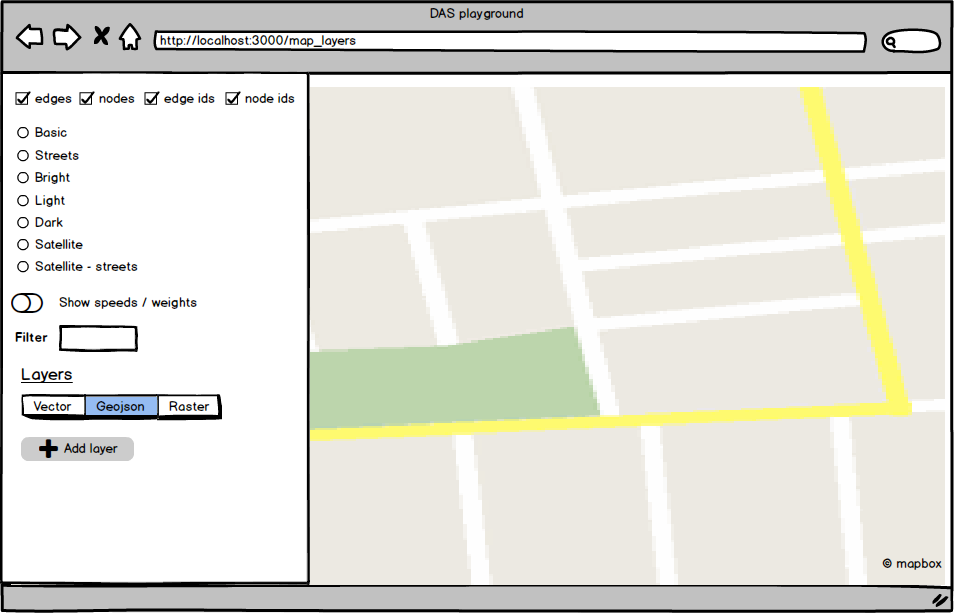 DAS playground
http://localhost:3000/map_layers
edges nodes edge ids node ids
Basic
Streets
Bright
Light
Dark
Satellite
Satellite - streets
Show speeds / weights
Filter
Layers
Vector Geojson Raster
Add layer
© mapbox